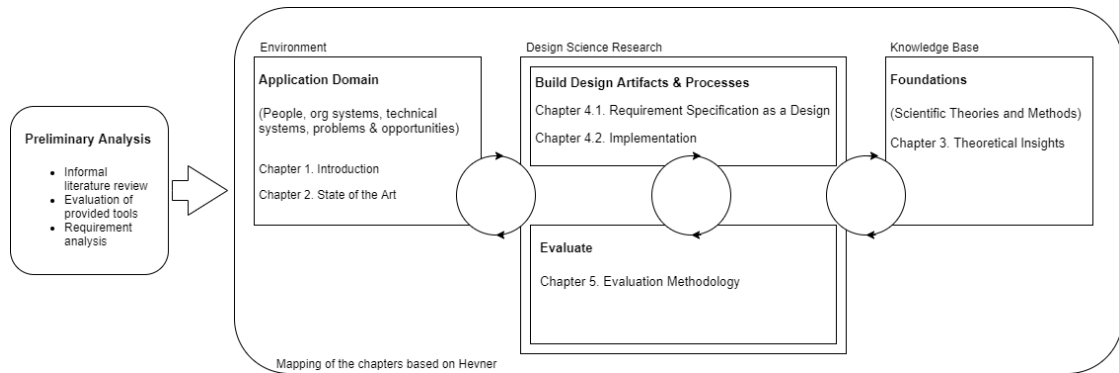 Preliminary Analysis
Informal
literature review
Evaluation of
provided tools
Requirement
analysis
Environment
Application Domain
(People, org systems, technical
systems, problems & opportunities)
Chapter 1. Introduction
Chapter 2. State of the Art
Design Science Research
Build Design Artifacts & Processes
Chapter 4.1. Requirement Specification as a Design
Chapter 4.2. Implementation
Evaluate
Chapter 5. Evaluation Methodology
Knowledge Base
Foundations
(Scientific Theories and Methods)
Chapter 3. Theoretical Insights
Mapping of the chapters based on Hevner